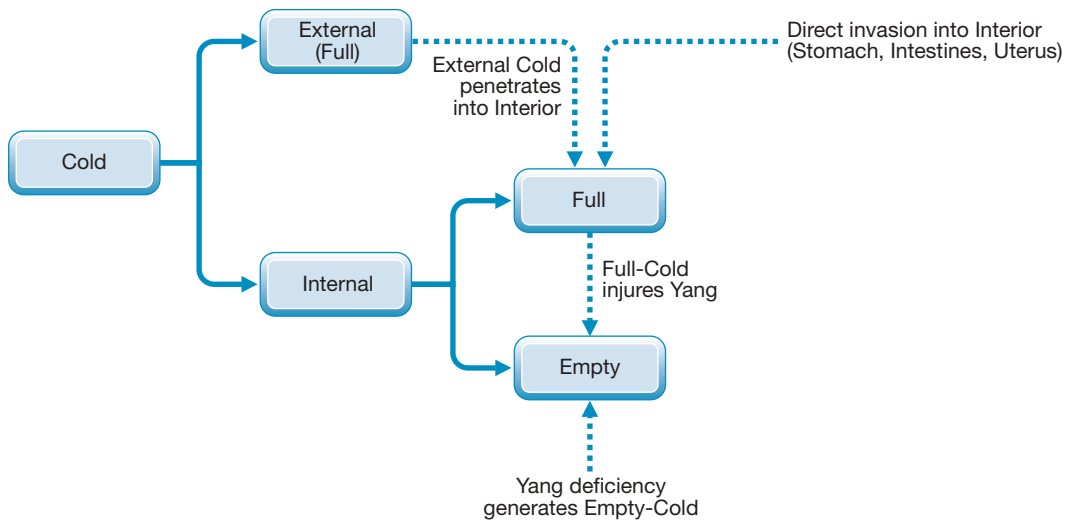 External
(Full)
Direct invasion into Interior
(Stomach, Intestines, Uterus)
External Cold
penetrates
into Interior
Cold
Full
Internal
Full-Cold
injures Yang
Empty
Yang deficiency
generates Empty-Cold